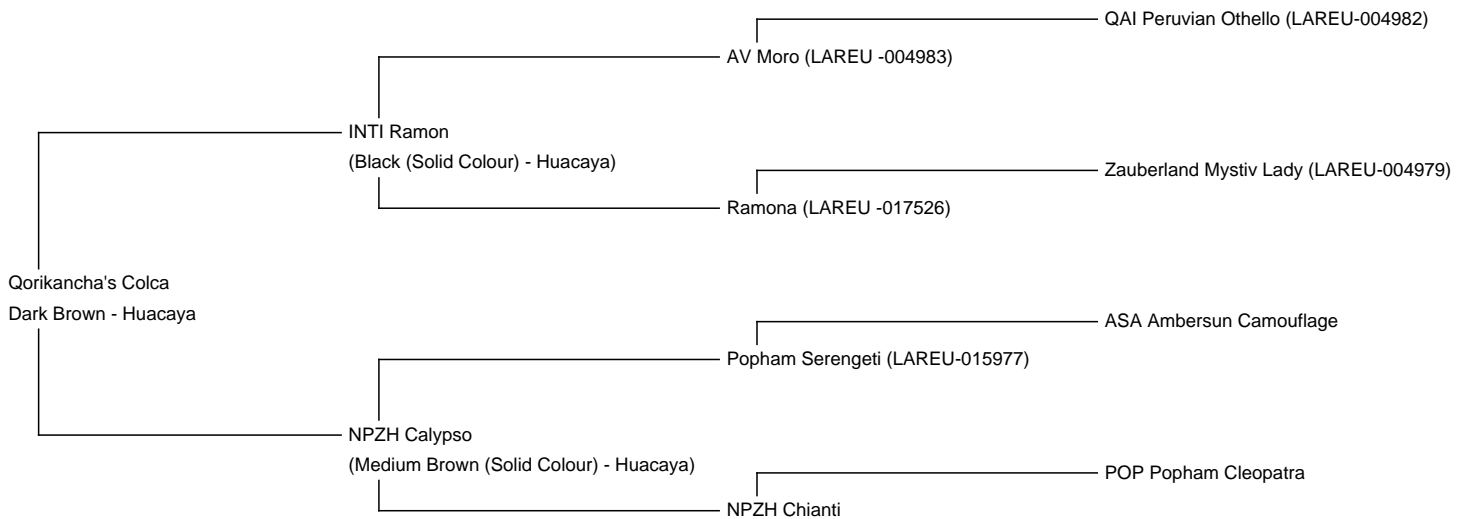 QAI Peruvian Othello (LAREU-004982)
AV Moro (LAREU -004983)
INTI Ramon
(Black (Solid Colour) - Huacaya)
Zauberland Mystiv Lady (LAREU-004979)
Ramona (LAREU -017526)
Qorikancha's Colca
Dark Brown - Huacaya
ASA Ambersun Camouflage
Popham Serengeti (LAREU-015977)
NPZH Calypso
(Medium Brown (Solid Colour) - Huacaya)
POP Popham Cleopatra
NPZH Chianti